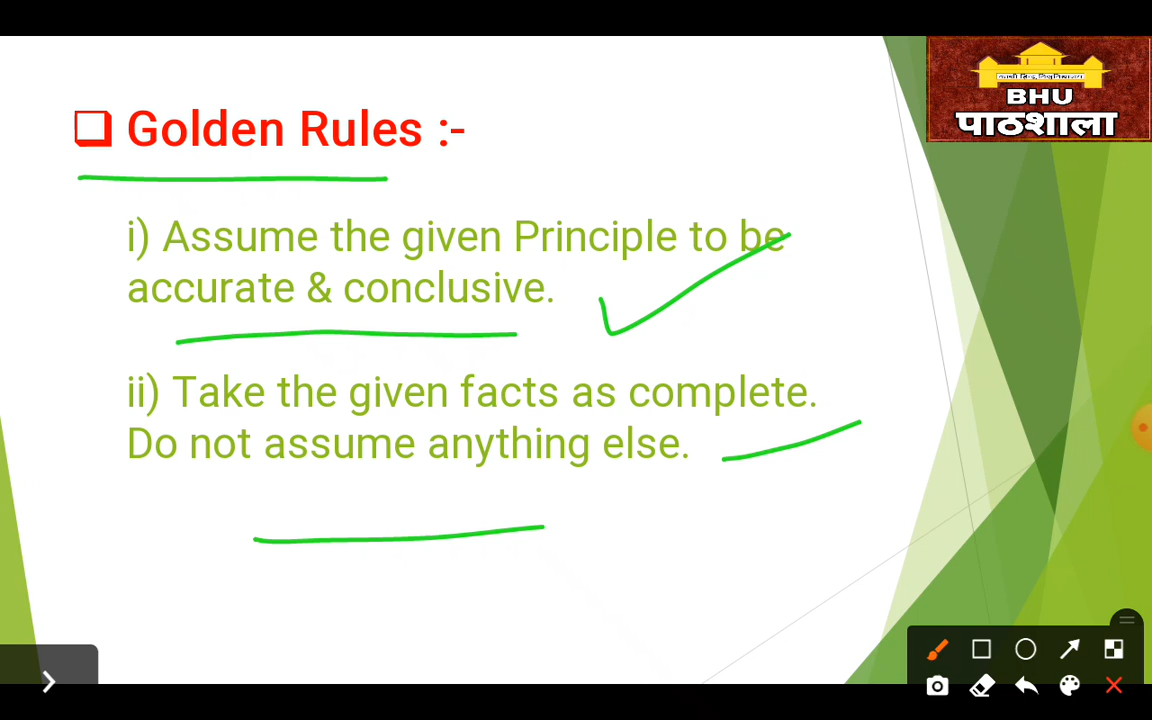 ❑ Golden Rules :-
i) Assume the given Principle to be
accurate & conclusive.
ii) Take the given facts as complete.
Do not assume anything else.
BHU
पाठशाला